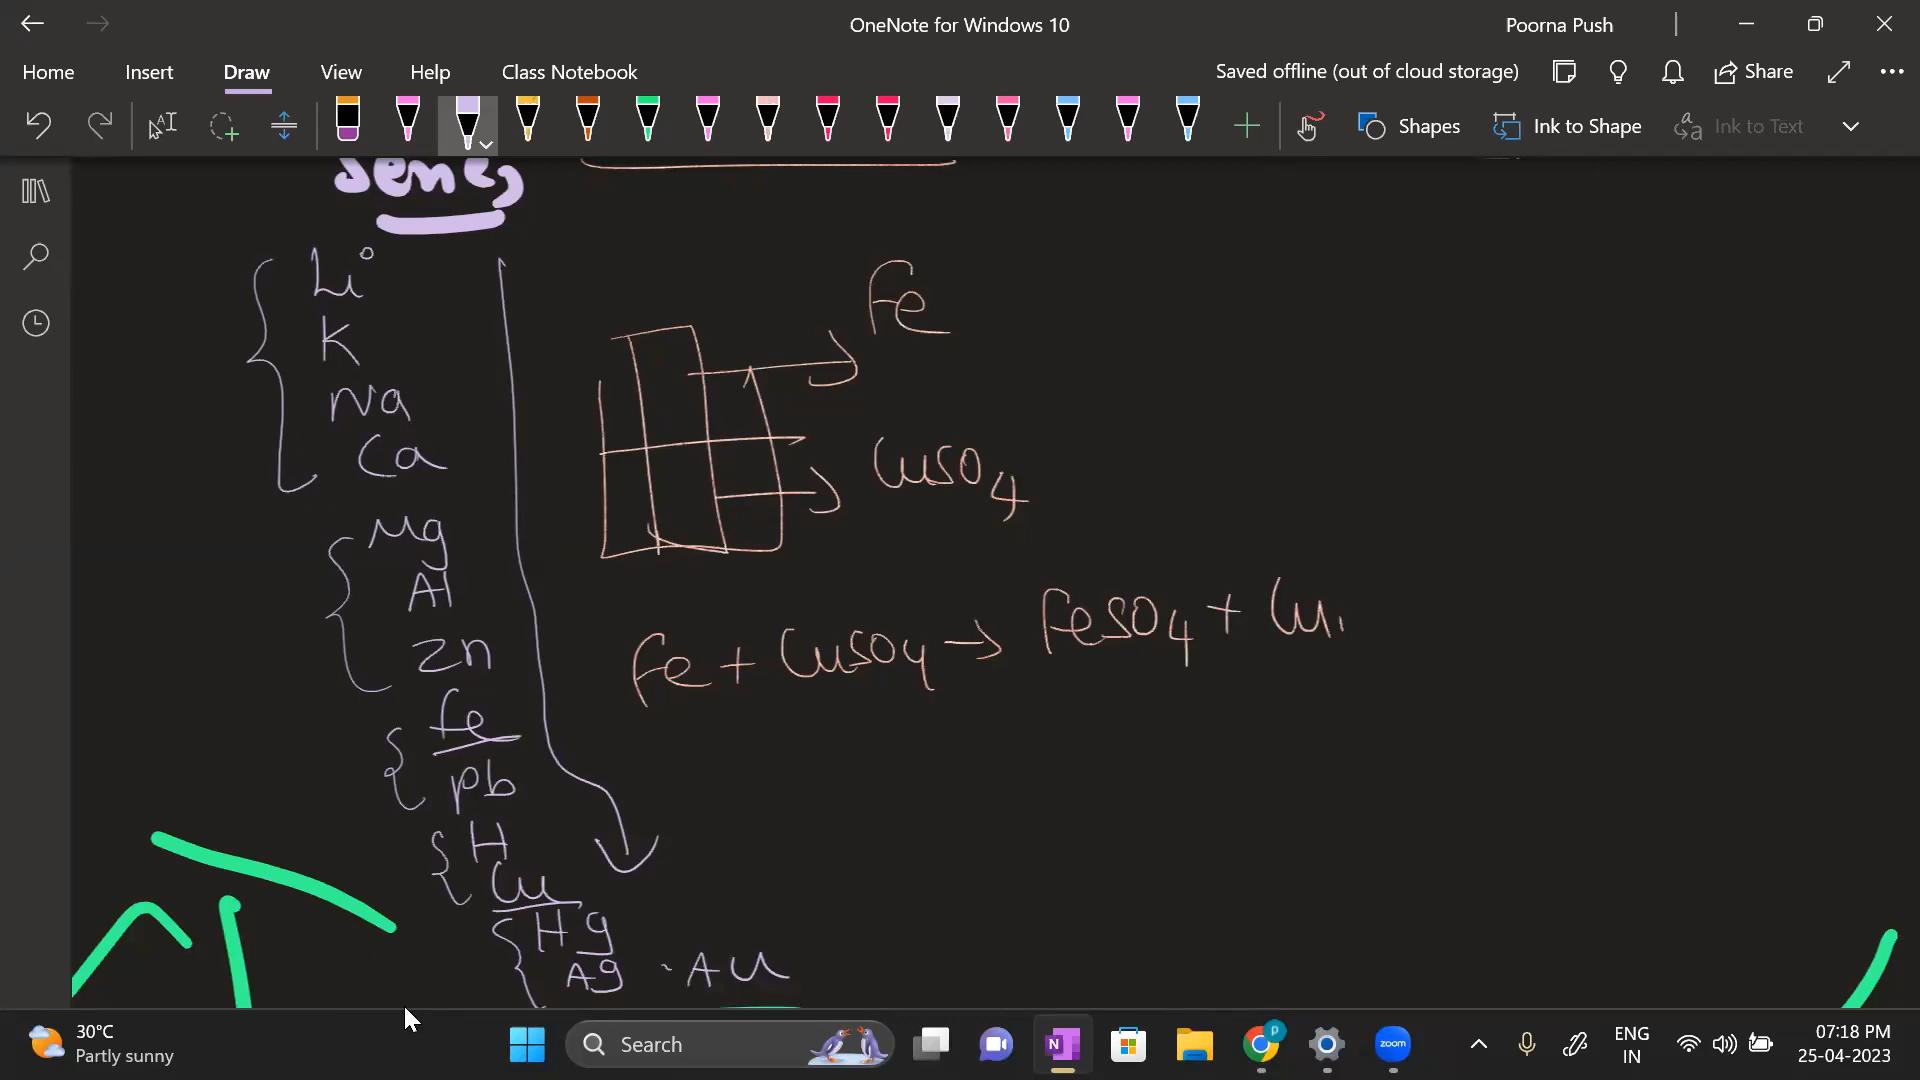 OneNote for Windows 10
Poorna Push
Home Insert Draw View Help Class Notebook
Saved offline (out of cloud storage)
Share
Shapes
Ink to Shape
Ink to Text
Series
Li
K
Na
Ca
Mg
Al
Zn
Fe
Pb
H
Cu
Hg
Ag Au
Fe
CuSO4
Fe + CuSO4 → FeSO4 + Cu.
30°C
Partly sunny
Search
zoom
ENG
IN
07:18 PM
25-04-2023